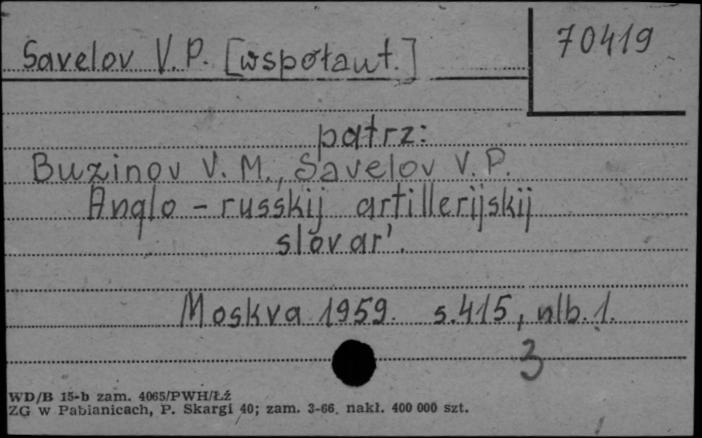 Savelov V. P. [współaut.]
70419
patrz:
Buzinov V. M., Savelov V. P.
Anglo - russkij artillerijskij
slovar'.
Moskva 1959. s. 415, nlb. 1.
3
WD/B 15-b zam. 4065/PWH/Łź
ZG w Pabianicach, P. Skargi 40; zam. 3-66. nakł. 400 000 szt.